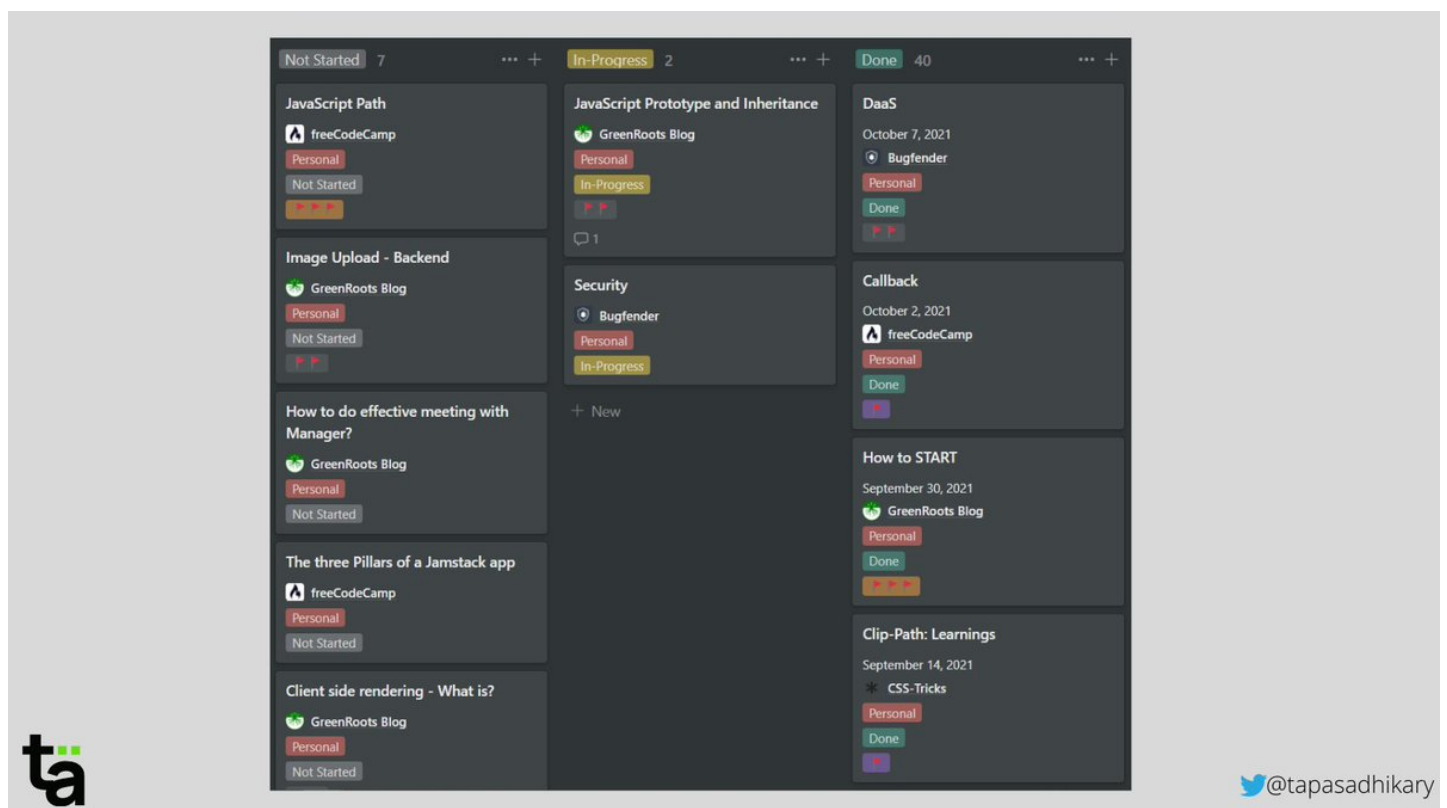 Not Started 7
JavaScript Path
freeCodeCamp
Personal
Not Started
Image Upload - Backend
GreenRoots Blog
Personal
Not Started
How to do effective meeting with
Manager?
GreenRoots Blog
Personal
Not Started
The three Pillars of a Jamstack app
freeCodeCamp
Personal
Not Started
Client side rendering - What is?
GreenRoots Blog
Personal
Not Started
In-Progress 2
JavaScript Prototype and Inheritance
GreenRoots Blog
Personal
In-Progress
1
Security
Bugfender
Personal
In-Progress
+ New
Done 40
DaaS
October 7, 2021
Bugfender
Personal
Done
Callback
October 2, 2021
freeCodeCamp
Personal
Done
How to START
September 30, 2021
GreenRoots Blog
Personal
Done
Clip-Path: Learnings
September 14, 2021
CSS-Tricks
Personal
Done
tä
@tapasadhikary